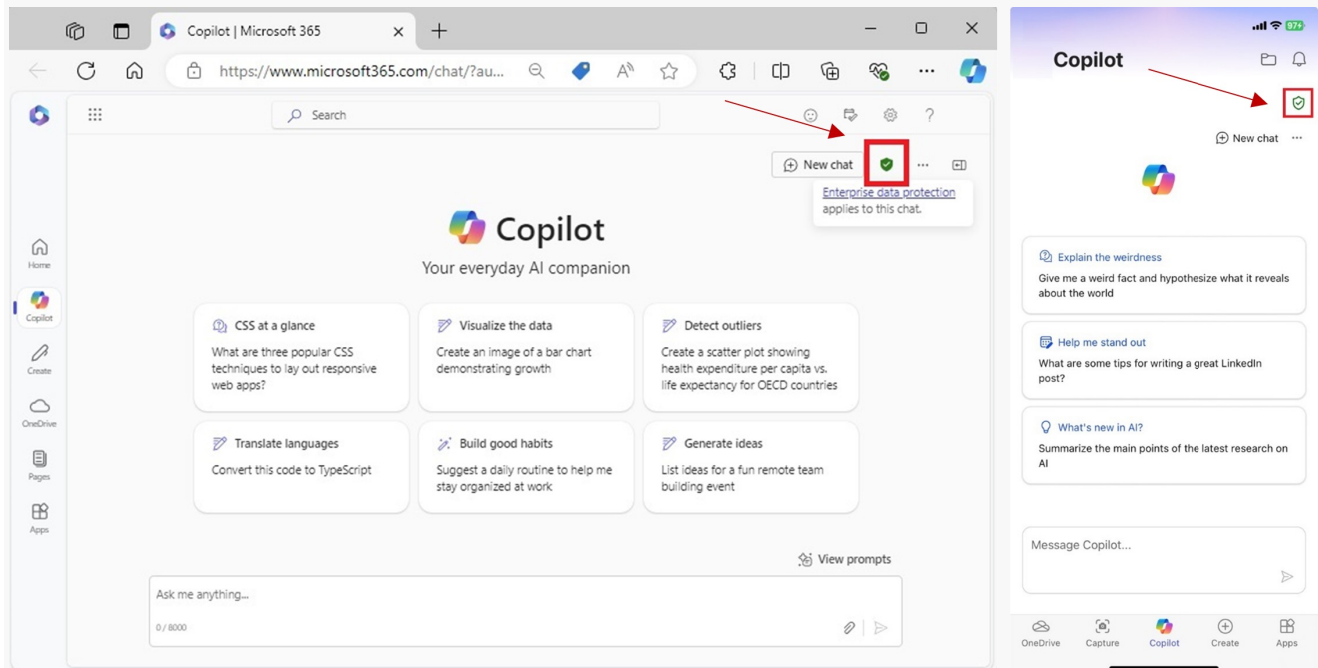 Copilot | Microsoft 365
https://www.microsoft365.com/chat/?au...
Search
New chat
Enterprise data protection
applies to this chat.
Copilot
Your everyday AI companion
Home
Copilot
Create
OneDrive
Pages
Apps
CSS at a glance
What are three popular CSS
techniques to lay out responsive
web apps?
Visualize the data
Create an image of a bar chart
demonstrating growth
Detect outliers
Create a scatter plot showing
health expenditure per capita vs.
life expectancy for OECD countries
Translate languages
Convert this code to TypeScript
Build good habits
Suggest a daily routine to help me
stay organized at work
Generate ideas
List ideas for a fun remote team
building event
View prompts
Ask me anything...
0 / 8000
97
Copilot
New chat
Explain the weirdness
Give me a weird fact and hypothesize what it reveals
about the world
Help me stand out
What are some tips for writing a great LinkedIn
post?
What's new in AI?
Summarize the main points of the latest research on
AI
Message Copilot...
OneDrive
Capture
Copilot
Create
Apps